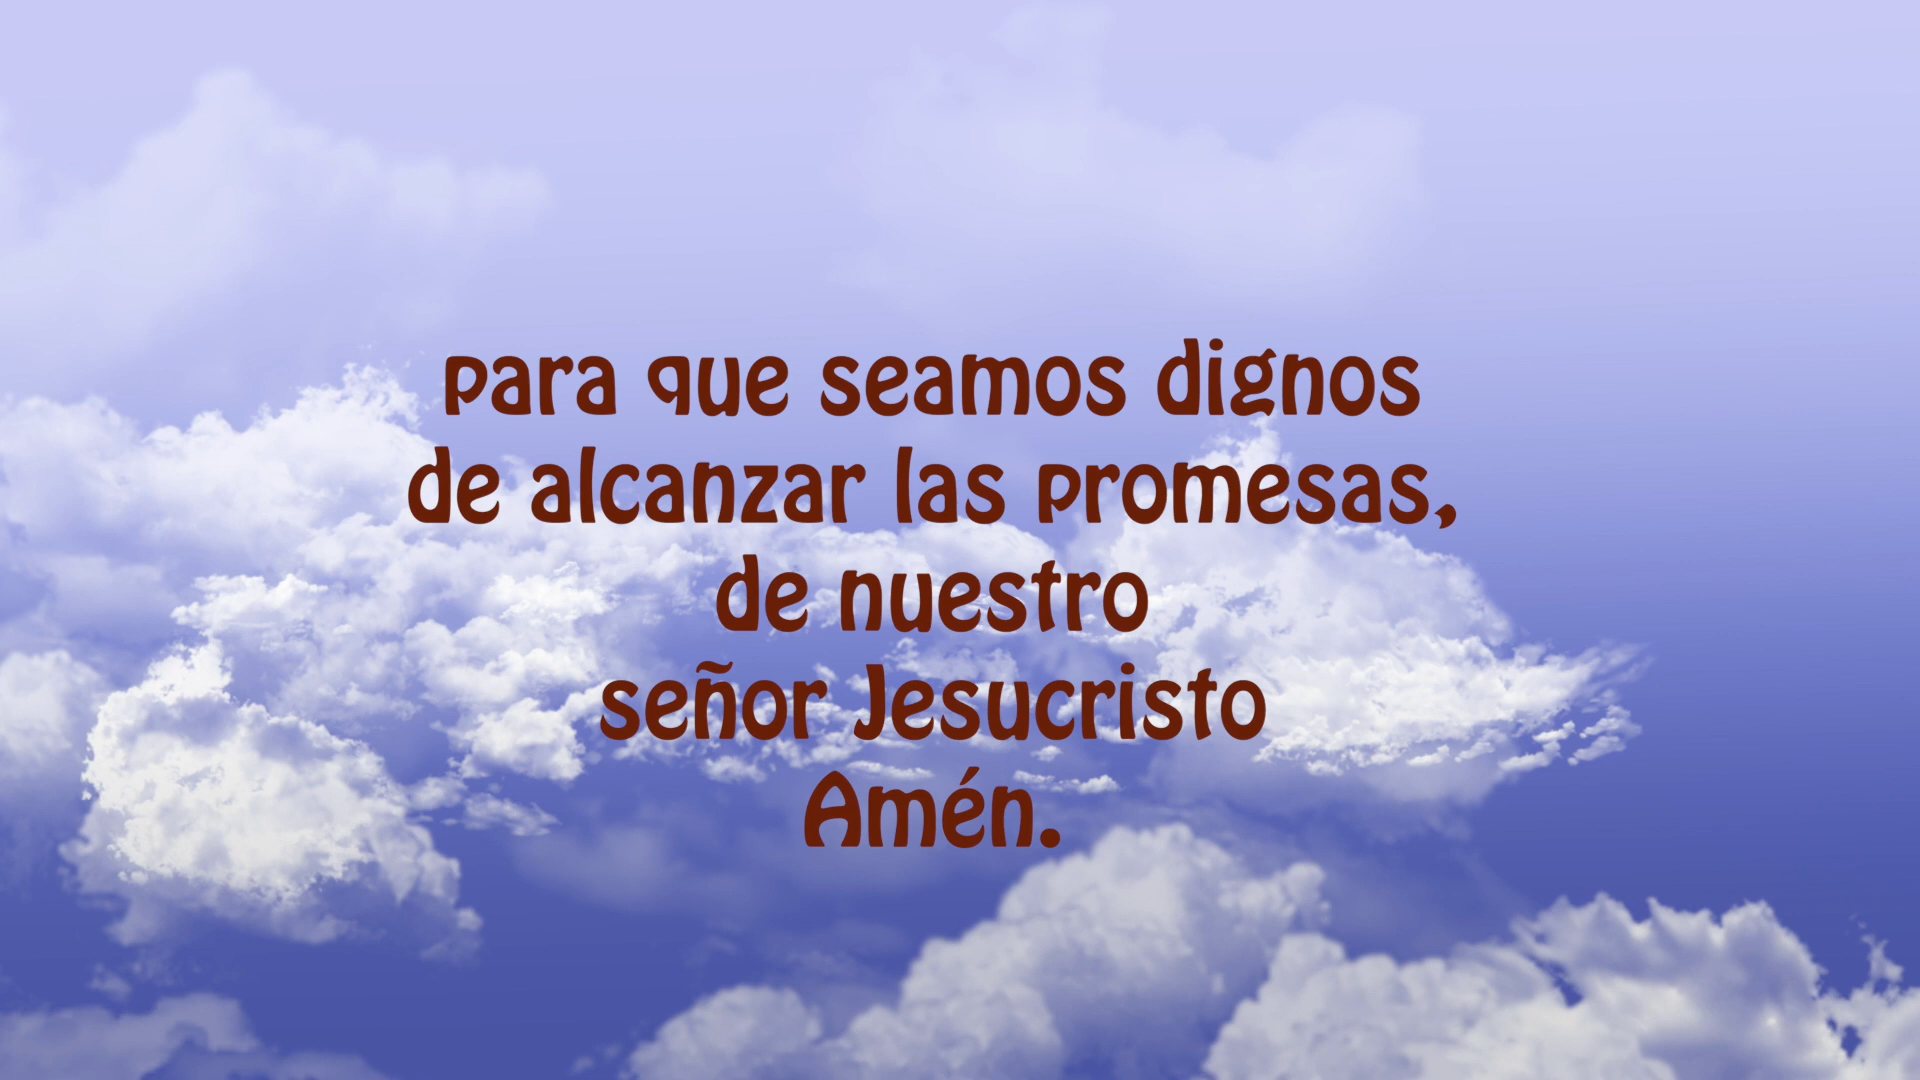 para que seamos dignos
de alcanzar las promesas,
de nuestro
señor Jesucristo
Amén.